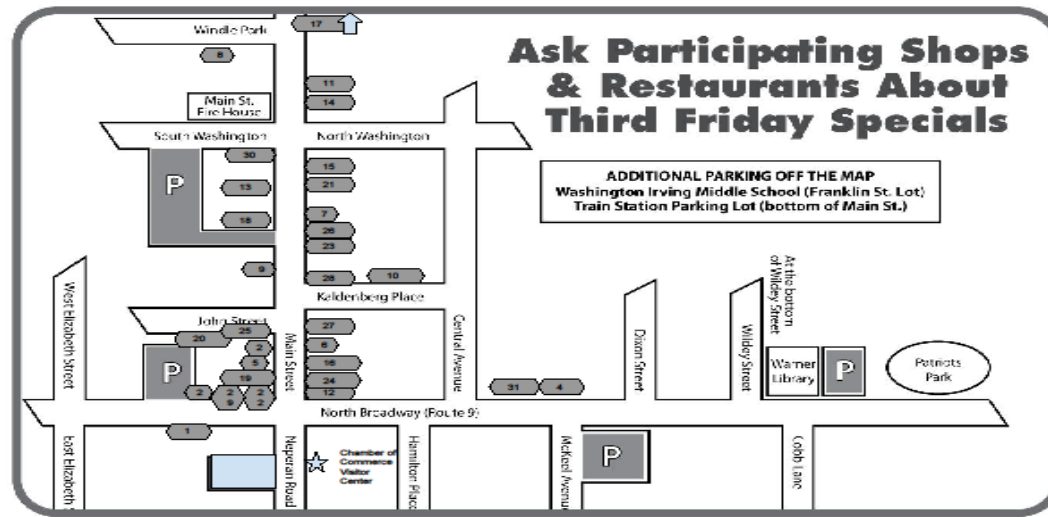 Ask Participating Shops
& Restaurants About
Third Friday Specials
ADDITIONAL PARKING OFF THE MAP
Washington Irving Middle School (Franklin St. Lot)
Train Station Parking Lot (bottom of Main St.)
Windle Park
17
8
11
Main St.
Fire House
14
South Washington
North Washington
30
P
15
13
21
18
7
26
23
9
28
10
Kaldenberg Place
West Elizabeth Street
John Street
Main Street
Central Avenue
Dixon Street
Wildey Street
At the bottom
of Wildey Street
25
20
27
2
6
5
16
P
19
24
2
2
9
2
2
12
31
4
Warner
Library
P
Patriots
Park
North Broadway (Route 9)
1
East Elizabeth S
Neperan Road
Chamber of
Commerce
Visitor
Center
Hamilton Place
McKeel Avenue
P
Cobb Lane